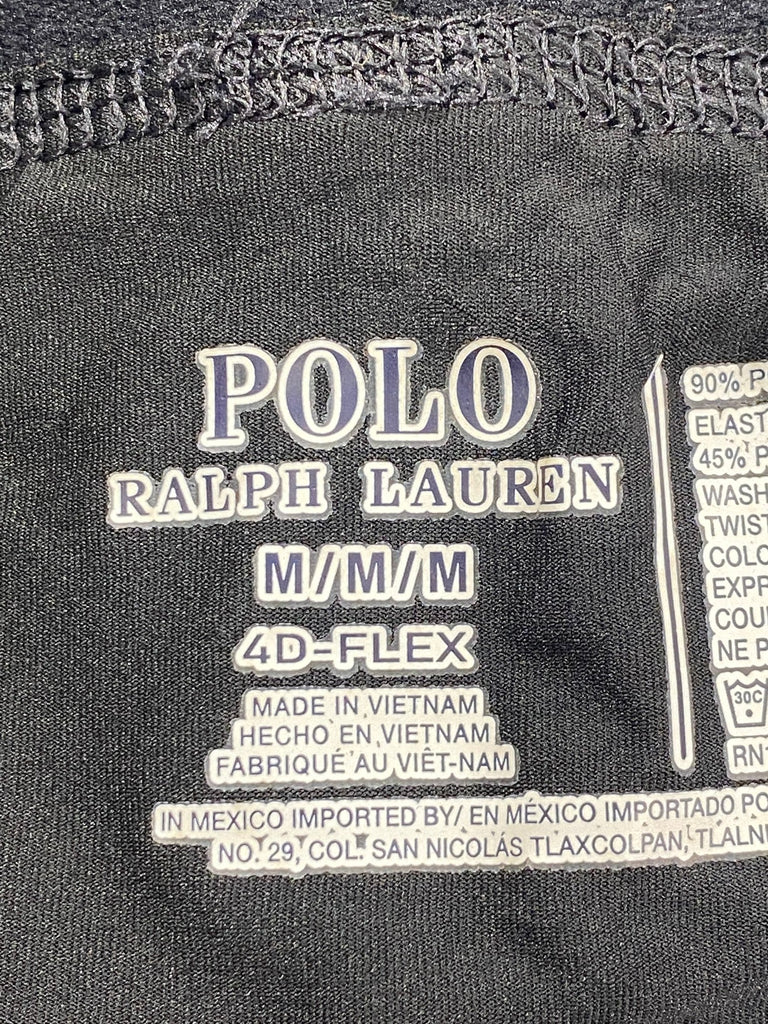 POLO
RALPH LAUREN
M/M/M
4D-FLEX
MADE IN VIETNAM
HECHO EN VIETNAM
FABRIQUÉ AU VIÊT-NAM
IN MEXICO IMPORTED BY/ EN MÉXICO IMPORTADO PO
NO. 29, COL. SAN NICOLÁS TLAXCOLPAN, TLALN
90% P
ELAST
45% P
WASH
TWIST
COLO
EXPR
COU
NE P
30C
RN1